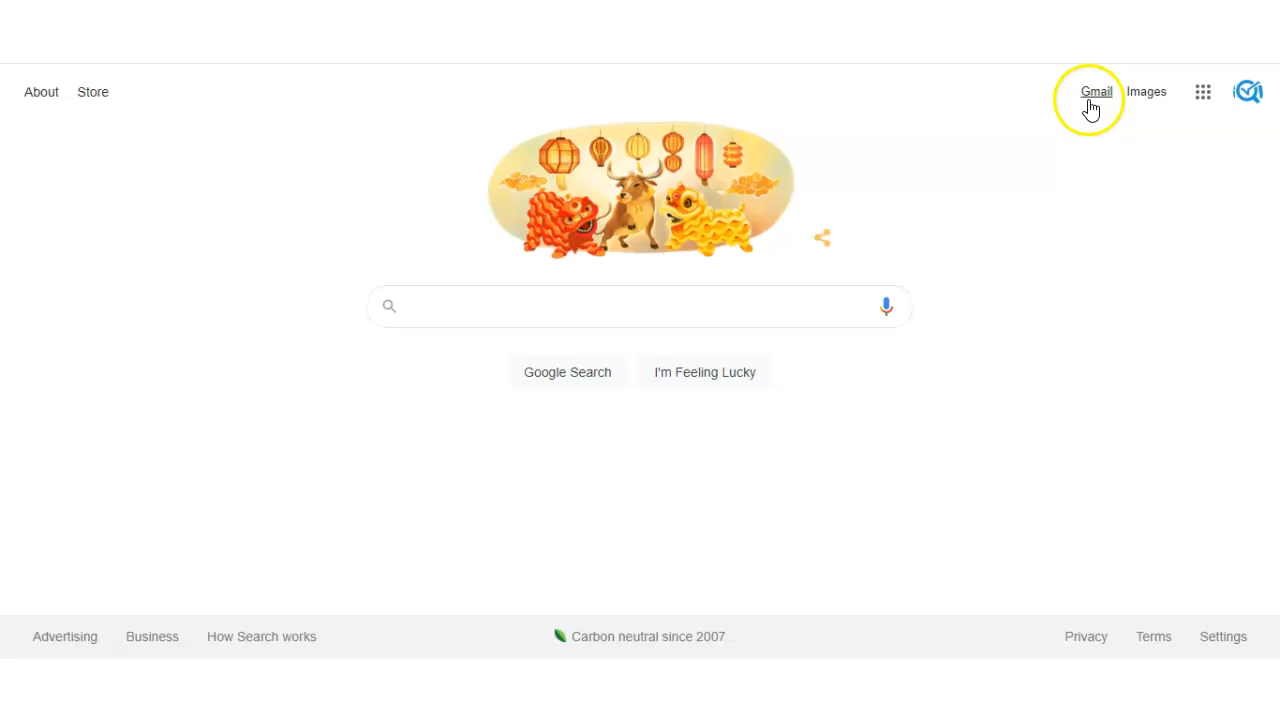 About Store Gmail Images
Google Search I'm Feeling Lucky
Advertising Business How Search works Carbon neutral since 2007 Privacy Terms Settings